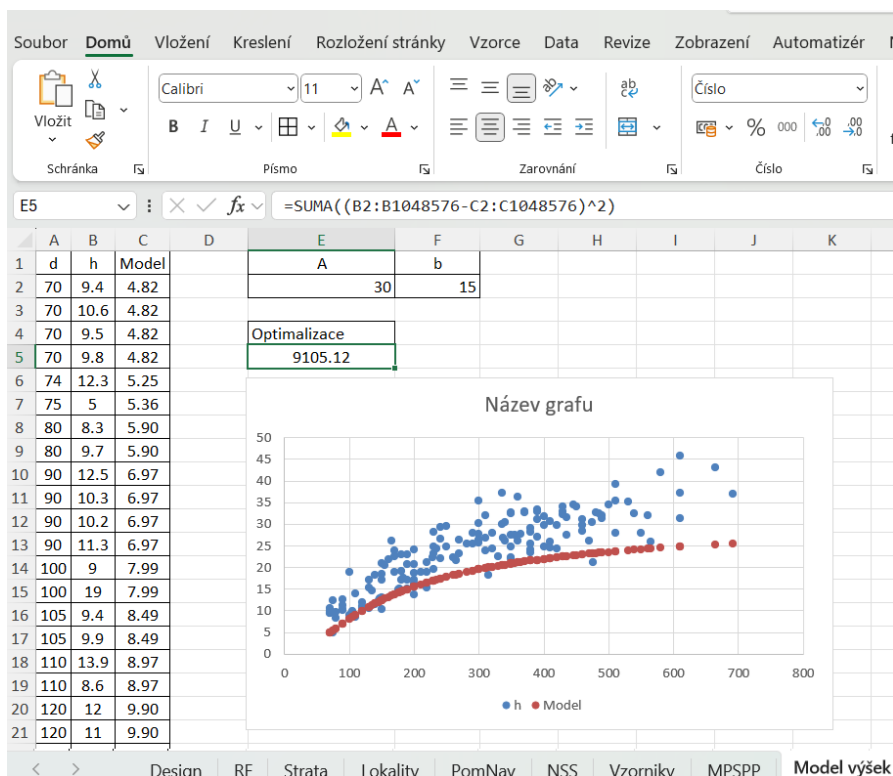 Soubor Domů Vložení Kreslení Rozložení stránky Vzorce Data Revize Zobrazení Automatizér
Calibri 11 A^ Aˇ ab Číslo
Vložit B I U A % 000
Schránka Písmo Zarovnání Číslo
E5 fx =SUMA((B2:B1048576-C2:C1048576)^2)
A B C D E F G H I J K
1 d h Model A b
2 70 9.4 4.82 30 15
3 70 10.6 4.82
4 70 9.5 4.82 Optimalizace
5 70 9.8 4.82 9105.12
6 74 12.3 5.25
7 75 5 5.36
8 80 8.3 5.90
9 80 9.7 5.90
10 90 12.5 6.97
11 90 10.3 6.97
12 90 10.2 6.97
13 90 11.3 6.97
14 100 9 7.99
15 100 19 7.99
16 105 9.4 8.49
17 105 9.9 8.49
18 110 13.9 8.97
19 110 8.6 8.97
20 120 12 9.90
21 120 11 9.90
Název grafu
50
45
40
35
30
25
20
15
10
5
0
0 100 200 300 400 500 600 700 800
h Model
Design RF Strata Lokality PomNav NSS Vzorniky MPSPP Model výšek